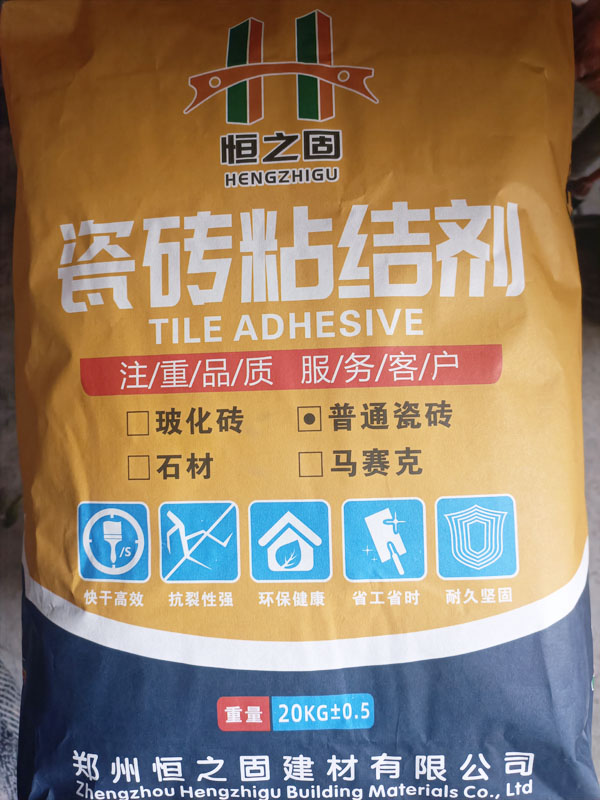 恒之固
HENGZHIGU
瓷砖粘结剂
TILE ADHESIVE
注/重/品/质 服/务/客/户
玻化砖 普通瓷砖
石材 马赛克
/S
快干高效 抗裂性强 环保健康 省工省时 耐久坚固
重量 20KG±0.5
郑州恒之固建材有限公司
Zhengzhou Hengzhigu Building Materials Co., Ltd